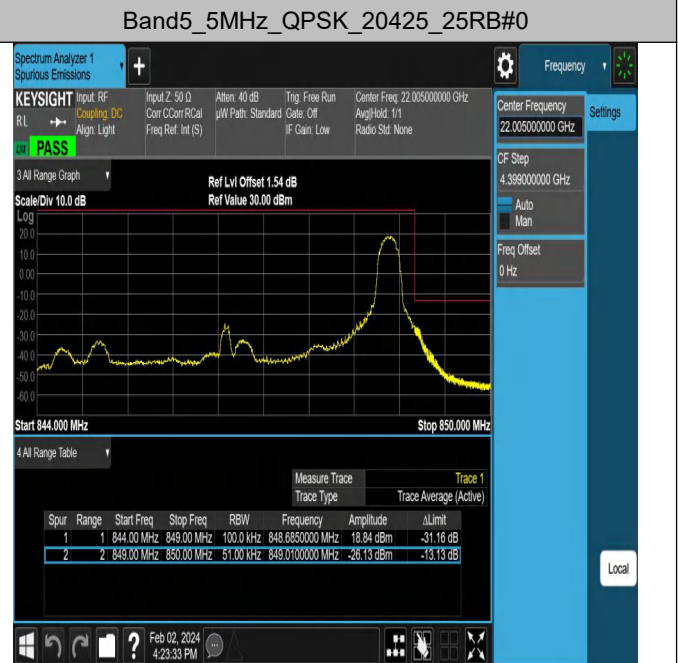 Band5_5MHz_QPSK_20425_25RB#0
Spectrum Analyzer 1
Spurious Emissions
+
Frequency
KEYSIGHT
RL
Input: RF
Coupling: DC
Align: Light
Input Z: 50 Ω
Corr CCorr RCal
Freq Ref: Int (S)
Atten: 40 dB
µW Path: Standard
Trig: Free Run
Gate: Off
IF Gain: Low
Center Freq: 22.005000000 GHz
Avg|Hold: 1/1
Radio Std: None
PASS
Center Frequency
22.005000000 GHz
Settings
CF Step
4.399000000 GHz
Auto
Man
Freq Offset
0 Hz
3 All Range Graph
Ref Lvl Offset 1.54 dB
Scale/Div 10.0 dB
Ref Value 30.00 dBm
Log
20.0
10.0
0.00
-10.0
-20.0
-30.0
-40.0
-50.0
-60.0
Start 844.000 MHz
Stop 850.000 MHz
4 All Range Table
Measure Trace Trace 1
Trace Type Trace Average (Active)
Spur Range Start Freq Stop Freq RBW Frequency Amplitude ΔLimit
1 1 844.00 MHz 849.00 MHz 100.0 kHz 848.6850000 MHz 18.84 dBm -31.16 dB
2 2 849.00 MHz 850.00 MHz 51.00 kHz 849.0100000 MHz -26.13 dBm -13.13 dB
Local
?
Feb 02, 2024
4:23:33 PM